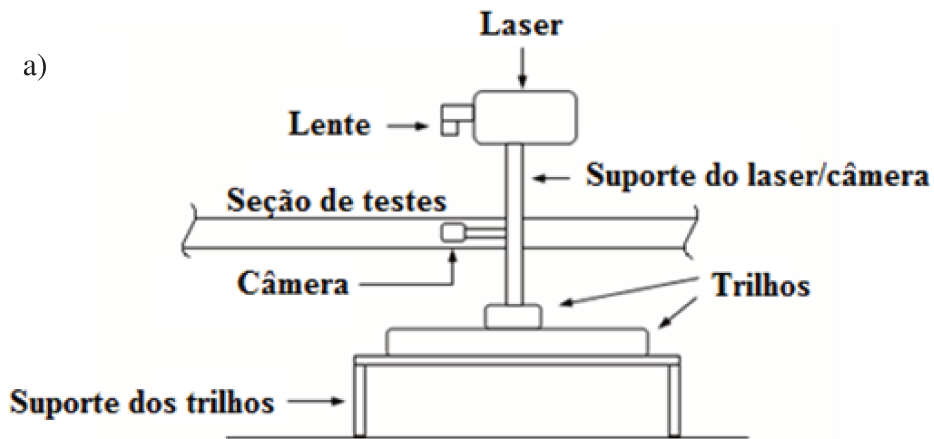 Laser
a)
Lente
Suporte do laser/câmera
Seção de testes
Câmera
Trilhos
Suporte dos trilhos